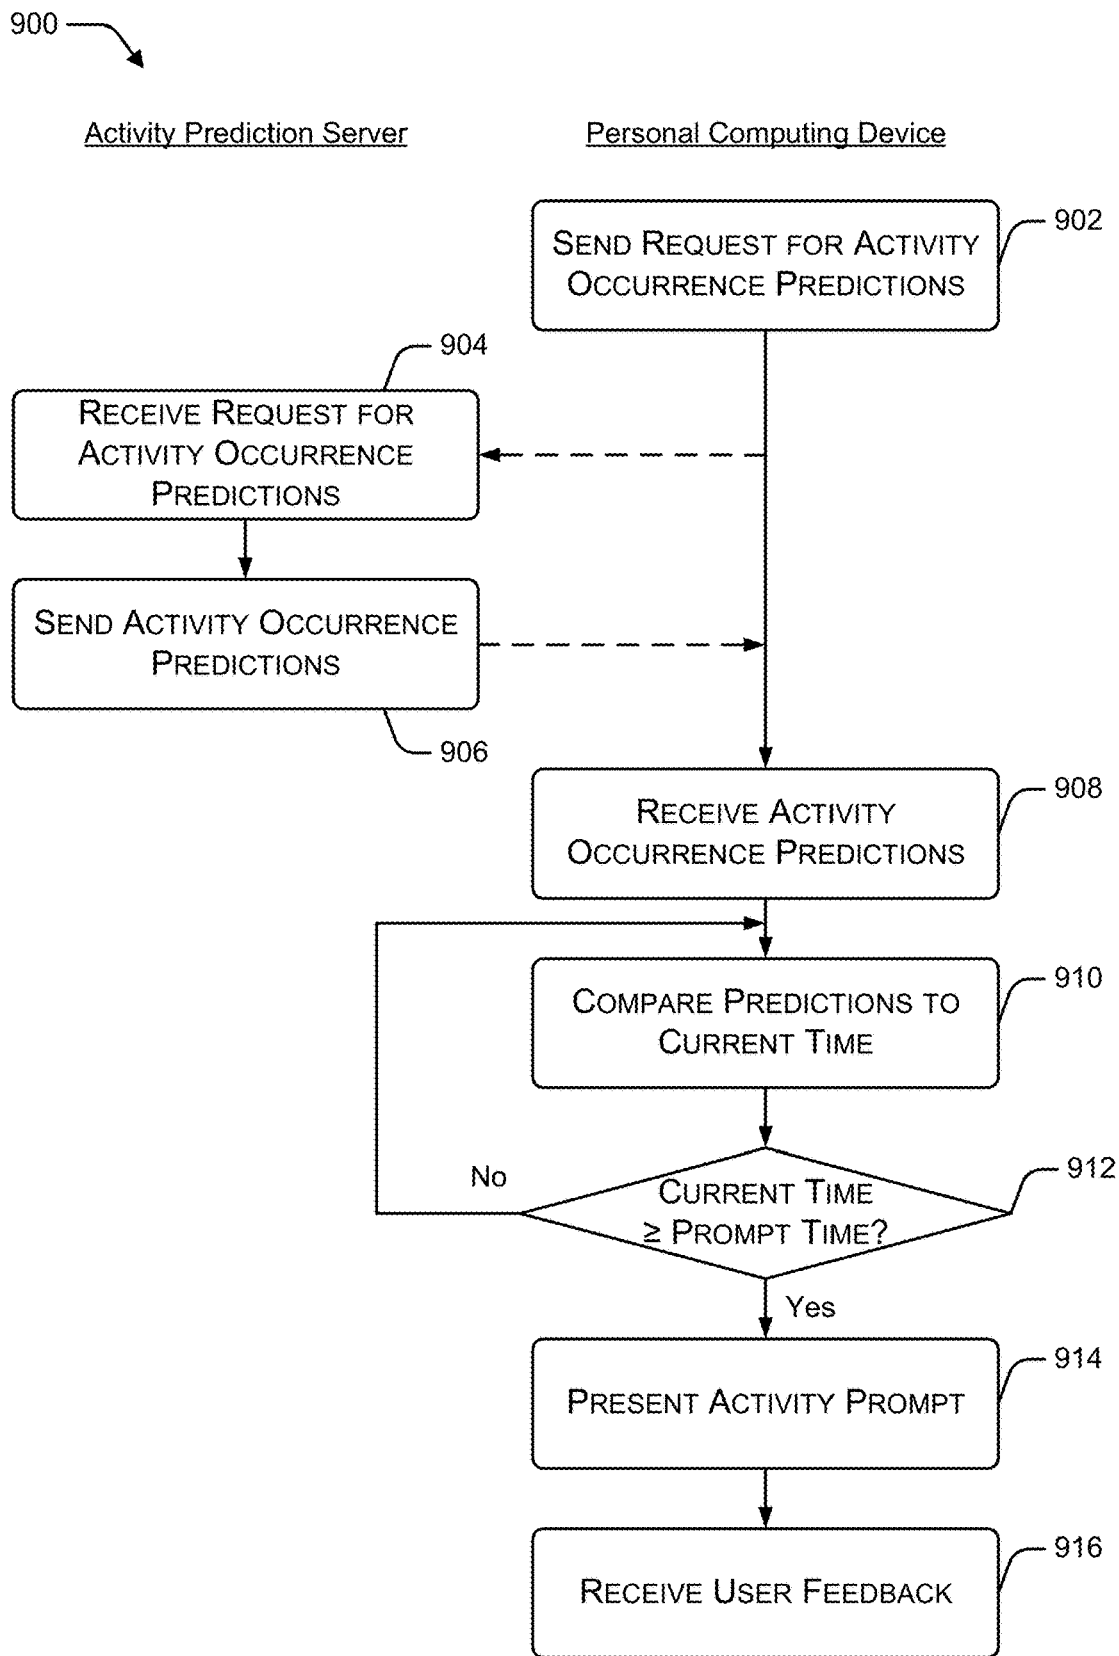 900
Activity Prediction Server
Personal Computing Device
902
SEND REQUEST FOR ACTIVITY
OCCURRENCE PREDICTIONS
904
RECEIVE REQUEST FOR
ACTIVITY OCCURRENCE
PREDICTIONS
SEND ACTIVITY OCCURRENCE
PREDICTIONS
906
908
RECEIVE ACTIVITY
OCCURRENCE PREDICTIONS
910
COMPARE PREDICTIONS TO
CURRENT TIME
912
No
CURRENT TIME
≥ PROMPT TIME?
Yes
914
PRESENT ACTIVITY PROMPT
916
RECEIVE USER FEEDBACK